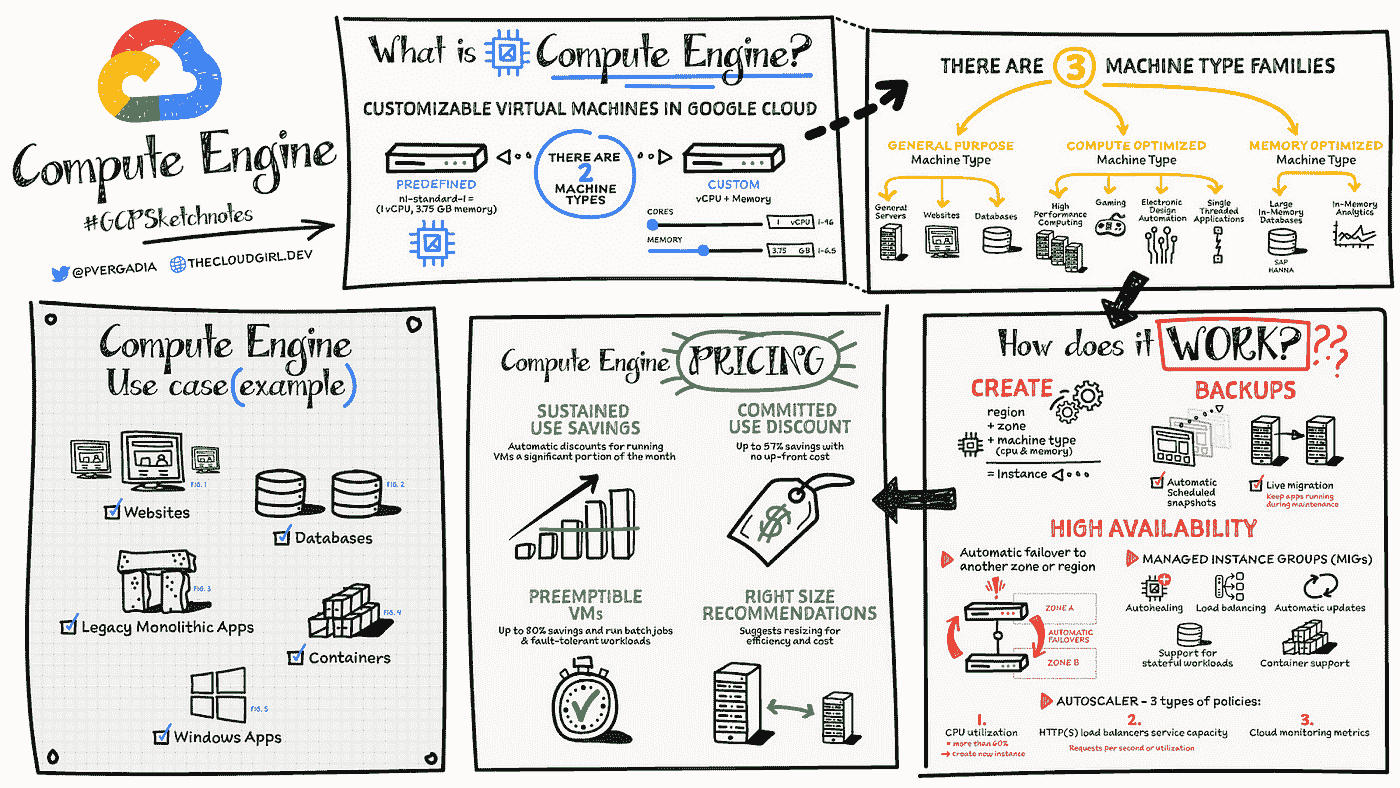 Compute Engine
#GCPSketchnotes
@PVERGADIA
THECLOUDGIRL.DEV
What is Compute Engine?
CUSTOMIZABLE VIRTUAL MACHINES IN GOOGLE CLOUD
PREDEFINED
n1-standard-1 =
(1 vCPU, 3.75 GB memory)
THERE ARE
2
MACHINE
TYPES
CUSTOM
vCPU + Memory
CORES
1 vCPU
1-96
MEMORY
3.75 GB
1-6.5
THERE ARE 3 MACHINE TYPE FAMILIES
GENERAL PURPOSE
Machine Type
General
Servers
Websites
Databases
COMPUTE OPTIMIZED
Machine Type
High
Performance
Computing
Gaming
Electronic
Design
Automation
Single
Threaded
Applications
MEMORY OPTIMIZED
Machine Type
Large
In-Memory
Databases
SAP
HANNA
In-Memory
Analytics
How does it WORK???
CREATE
region
+ zone
+ machine type
(cpu & memory)
= Instance
BACKUPS
Automatic
Scheduled
snapshots
Live migration
Keep apps running
during maintenance
HIGH AVAILABILITY
Automatic failover to
another zone or region
ZONE A
AUTOMATIC
FAILOVERS
ZONE B
MANAGED INSTANCE GROUPS (MIGs)
Autohealing
Load balancing
Automatic updates
Support for
stateful workloads
Container support
AUTOSCALER - 3 types of policies:
1.
CPU utilization
= more than 60%
→ create new instance
2.
HTTP(S) load balancers service capacity
Requests per second or utilization
3.
Cloud monitoring metrics
Compute Engine PRICING
SUSTAINED
USE SAVINGS
Automatic discounts for running
VMs a significant portion of the month
COMMITTED
USE DISCOUNT
Up to 57% savings with
no up-front cost
$
PREEMPTIBLE
VMs
Up to 80% savings and run batch jobs
& fault-tolerant workloads
RIGHT SIZE
RECOMMENDATIONS
Suggests resizing for
efficiency and cost
Compute Engine
Use case (example)
FIG. 1
Websites
FIG. 2
Databases
FIG. 3
Legacy Monolithic Apps
FIG. 4
Containers
FIG. 5
Windows Apps